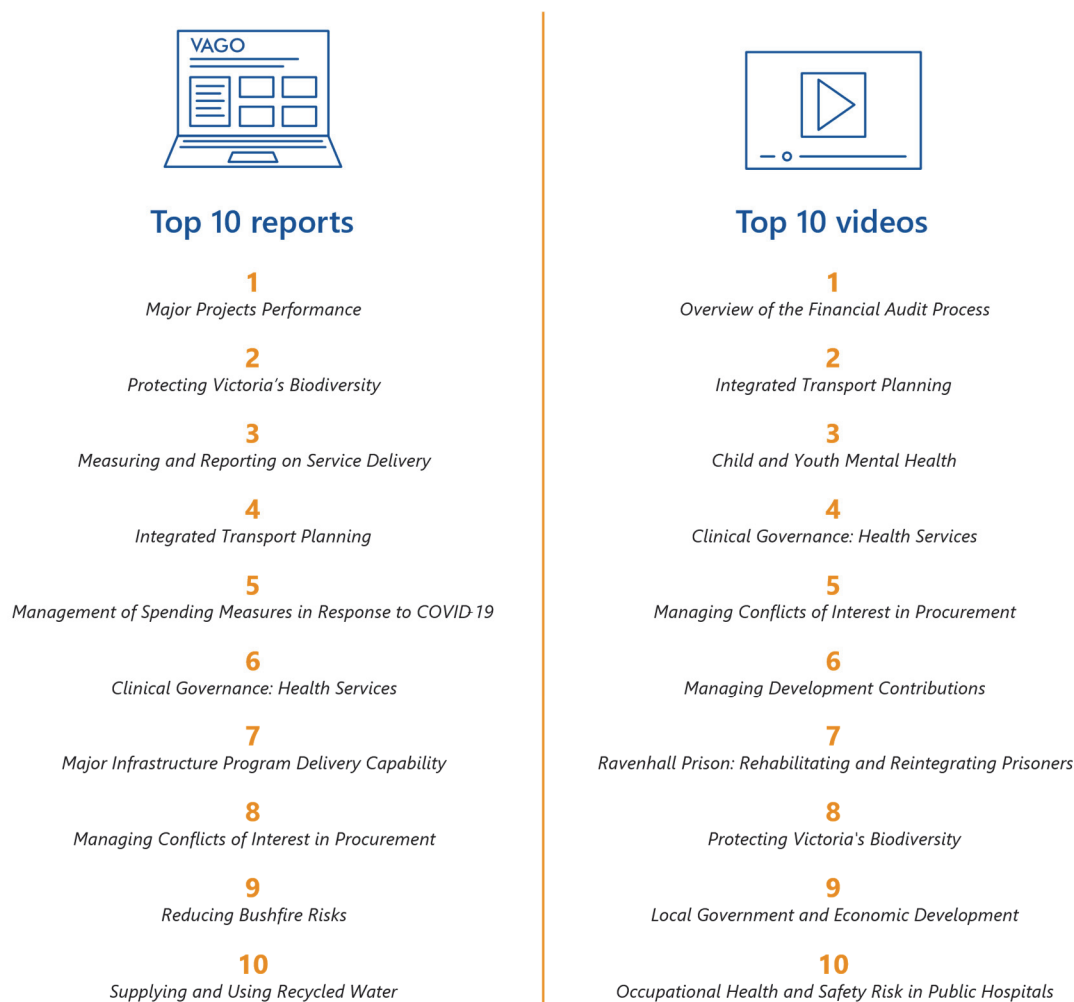 VAGO
Top 10 reports
1
Major Projects Performance
2
Protecting Victoria’s Biodiversity
3
Measuring and Reporting on Service Delivery
4
Integrated Transport Planning
5
Management of Spending Measures in Response to COVID-19
6
Clinical Governance: Health Services
7
Major Infrastructure Program Delivery Capability
8
Managing Conflicts of Interest in Procurement
9
Reducing Bushfire Risks
10
Supplying and Using Recycled Water
Top 10 videos
1
Overview of the Financial Audit Process
2
Integrated Transport Planning
3
Child and Youth Mental Health
4
Clinical Governance: Health Services
5
Managing Conflicts of Interest in Procurement
6
Managing Development Contributions
7
Ravenhall Prison: Rehabilitating and Reintegrating Prisoners
8
Protecting Victoria's Biodiversity
9
Local Government and Economic Development
10
Occupational Health and Safety Risk in Public Hospitals